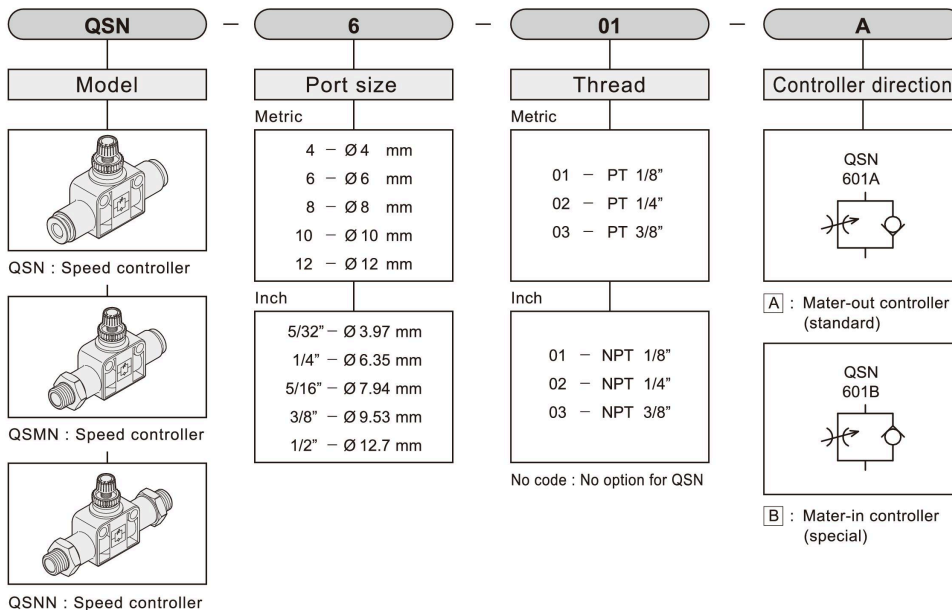 QSN — 6 — 01 — A
Model
QSN : Speed controller
QSMN : Speed controller
QSNN : Speed controller
Port size
Metric
4 — Ø 4 mm
6 — Ø 6 mm
8 — Ø 8 mm
10 — Ø 10 mm
12 — Ø 12 mm
Inch
5/32” — Ø 3.97 mm
1/4” — Ø 6.35 mm
5/16” — Ø 7.94 mm
3/8” — Ø 9.53 mm
1/2” — Ø 12.7 mm
Thread
Metric
01 — PT 1/8”
02 — PT 1/4”
03 — PT 3/8”
Inch
01 — NPT 1/8”
02 — NPT 1/4”
03 — NPT 3/8”
No code : No option for QSN
Controller direction
QSN
601A
A : Mater-out controller
(standard)
QSN
601B
B : Mater-in controller
(special)